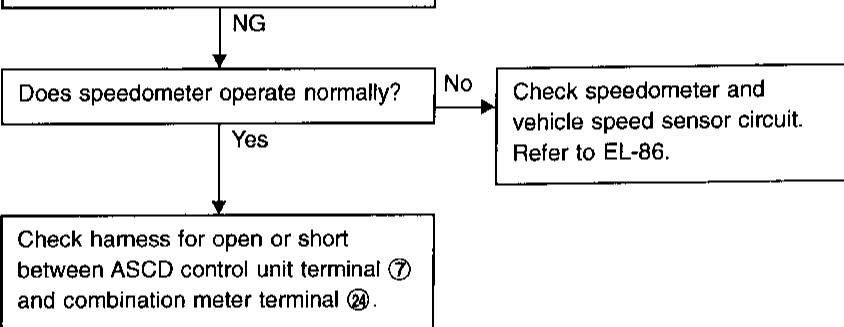 NG
Does speedometer operate normally?
No
Check speedometer and
vehicle speed sensor circuit.
Refer to EL-86.
Yes
Check harness for open or short
between ASCD control unit terminal ⑦
and combination meter terminal ㉔.